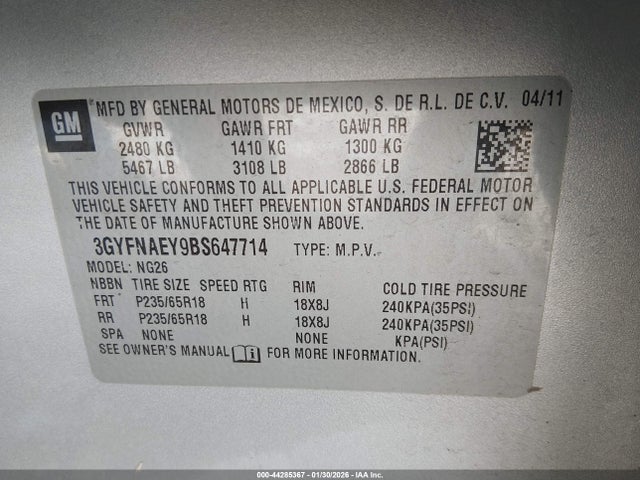 GM
MFD BY GENERAL MOTORS DE MEXICO, S. DE R.L. DE C.V. 04/11
GVWR GAWR FRT GAWR RR
2480 KG 1410 KG 1300 KG
5467 LB 3108 LB 2866 LB
THIS VEHICLE CONFORMS TO ALL APPLICABLE U.S. FEDERAL MOTOR
VEHICLE SAFETY AND THEFT PREVENTION STANDARDS IN EFFECT ON
THE DATE OF MANUFACTURE SHOWN ABOVE.
3GYFNAEY9BS647714 TYPE: M.P.V.
MODEL: NG26
NBBN TIRE SIZE SPEED RTG RIM COLD TIRE PRESSURE
FRT P235/65R18 H 18X8J 240KPA(35PSI)
RR P235/65R18 H 18X8J 240KPA(35PSI)
SPA NONE NONE KPA(PSI)
SEE OWNER'S MANUAL FOR MORE INFORMATION.
000-44285367 - 01/30/2026 - IAA Inc.